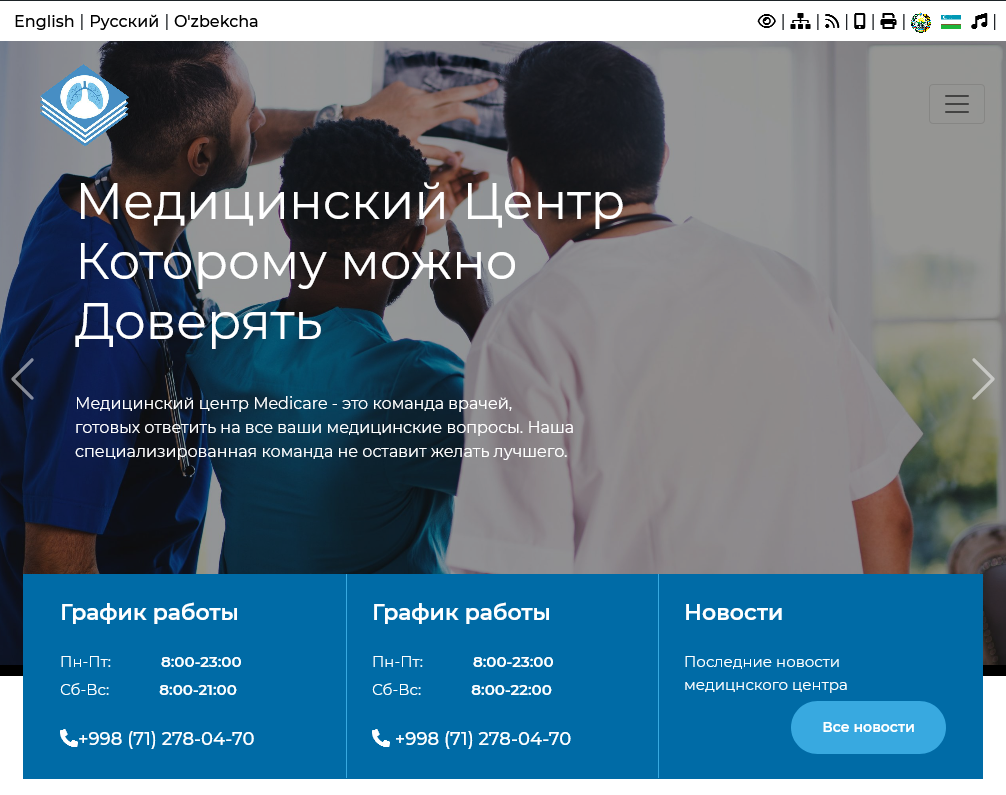 English | Русский | O'zbekcha
Медицинский Центр
Которому можно
Доверять
Медицинский центр Medicare - это команда врачей,
готовых ответить на все ваши медицинские вопросы. Наша
специализированная команда не оставит желать лучшего.
График работы
Пн-Пт: 8:00-23:00
Сб-Вс: 8:00-21:00
+998 (71) 278-04-70
График работы
Пн-Пт: 8:00-23:00
Сб-Вс: 8:00-22:00
+998 (71) 278-04-70
Новости
Последние новости
медицнского центра
Все новости